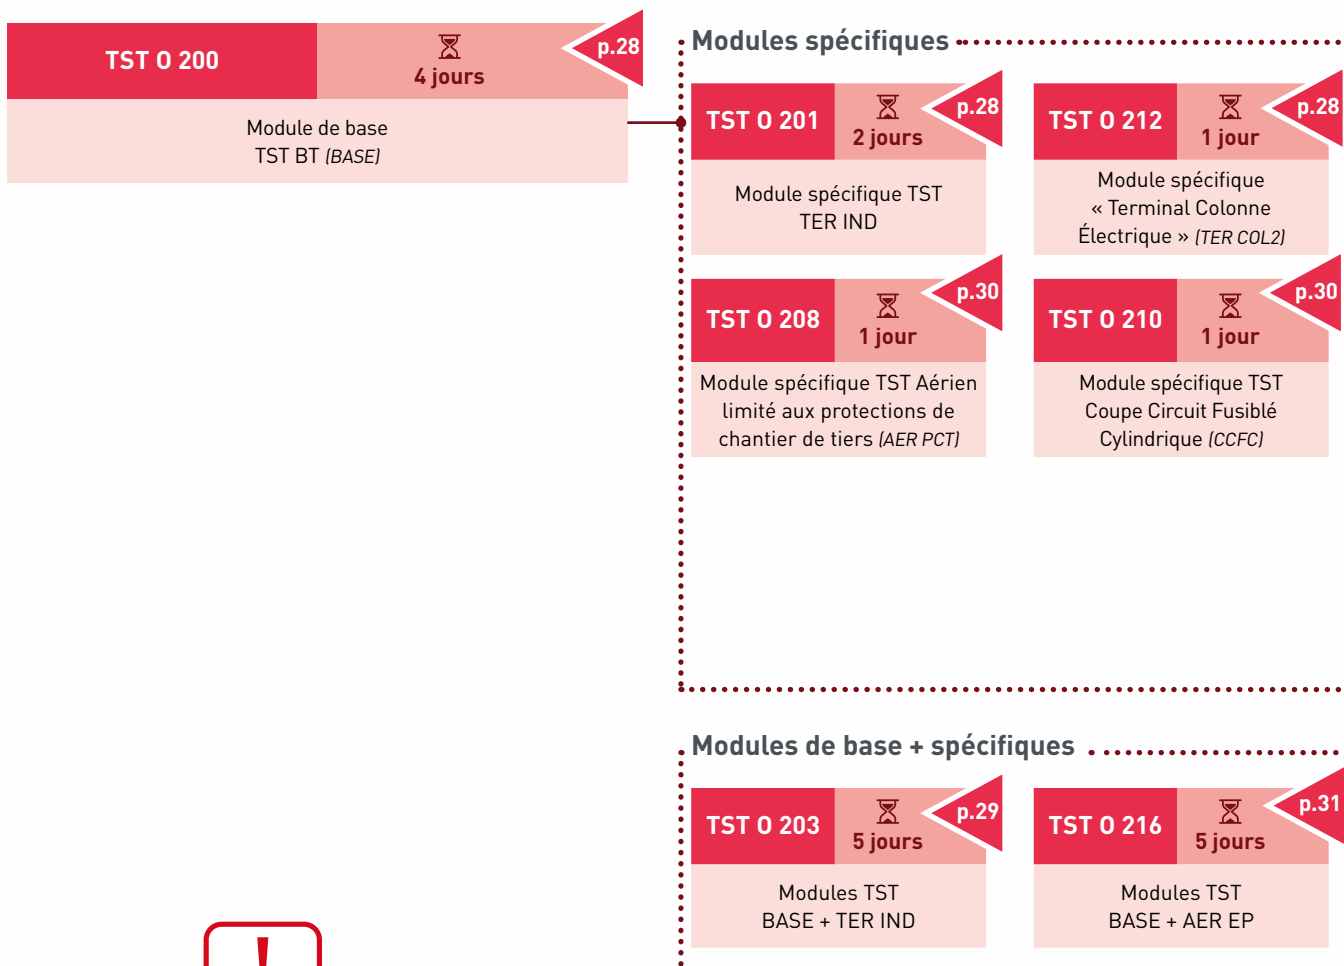 TST O 200
4 jours
p.28
Module de base
TST BT (BASE)
Modules spécifiques
TST O 201
2 jours
p.28
Module spécifique TST
TER IND
TST O 212
1 jour
p.28
Module spécifique
« Terminal Colonne
Électrique » (TER COL2)
TST O 208
1 jour
p.30
Module spécifique TST Aérien
limité aux protections de
chantier de tiers (AER PCT)
TST O 210
1 jour
p.30
Module spécifique TST
Coupe Circuit Fusiblé
Cylindrique (CCFC)
Modules de base + spécifiques
TST O 203
5 jours
p.29
Modules TST
BASE + TER IND
TST O 216
5 jours
p.31
Modules TST
BASE + AER EP
!